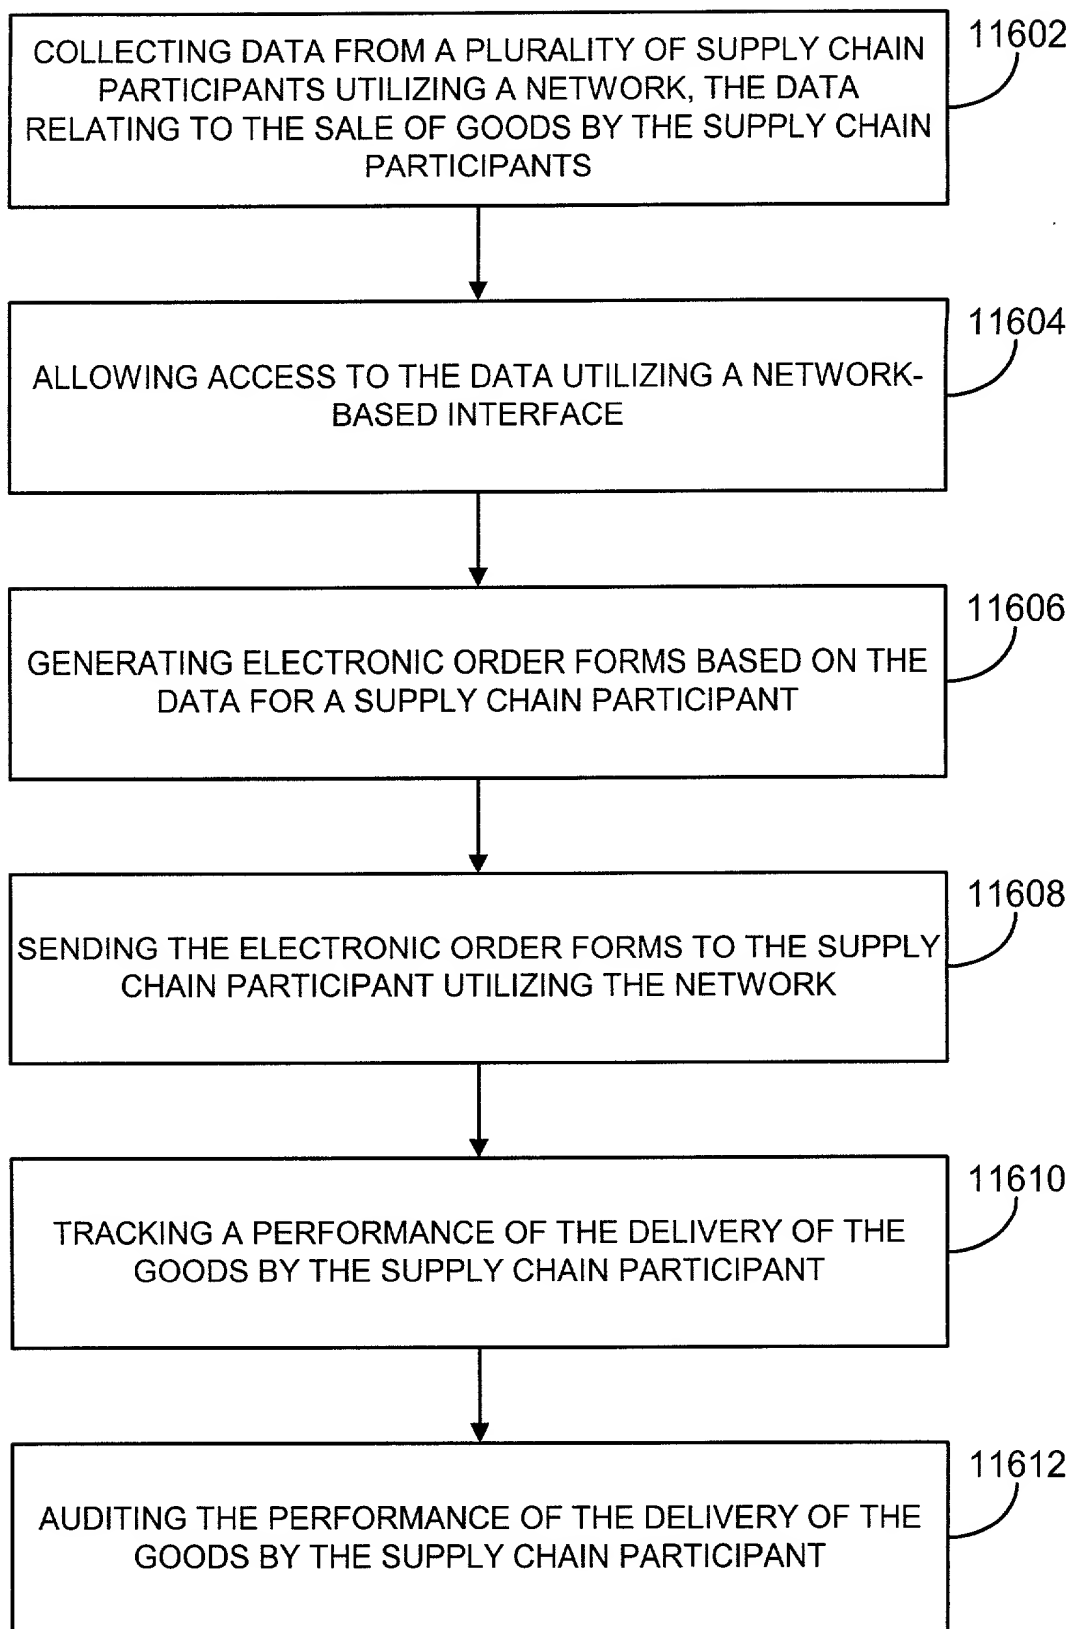 11602
COLLECTING DATA FROM A PLURALITY OF SUPPLY CHAIN
PARTICIPANTS UTILIZING A NETWORK, THE DATA
RELATING TO THE SALE OF GOODS BY THE SUPPLY CHAIN
PARTICIPANTS
11604
ALLOWING ACCESS TO THE DATA UTILIZING A NETWORK-
BASED INTERFACE
11606
GENERATING ELECTRONIC ORDER FORMS BASED ON THE
DATA FOR A SUPPLY CHAIN PARTICIPANT
11608
SENDING THE ELECTRONIC ORDER FORMS TO THE SUPPLY
CHAIN PARTICIPANT UTILIZING THE NETWORK
11610
TRACKING A PERFORMANCE OF THE DELIVERY OF THE
GOODS BY THE SUPPLY CHAIN PARTICIPANT
11612
AUDITING THE PERFORMANCE OF THE DELIVERY OF THE
GOODS BY THE SUPPLY CHAIN PARTICIPANT